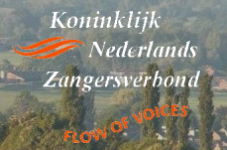 Koninklijk
Nederlands
Zangersverbond
FLOW OF VOICES